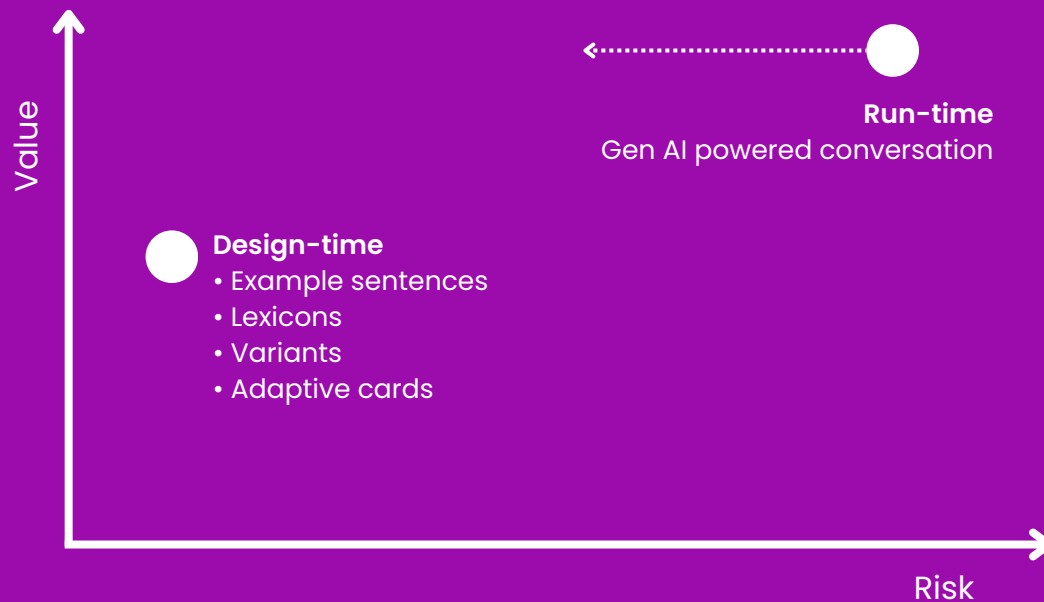 Value
Run-time
Gen AI powered conversation
Design-time
• Example sentences
• Lexicons
• Variants
• Adaptive cards
Risk